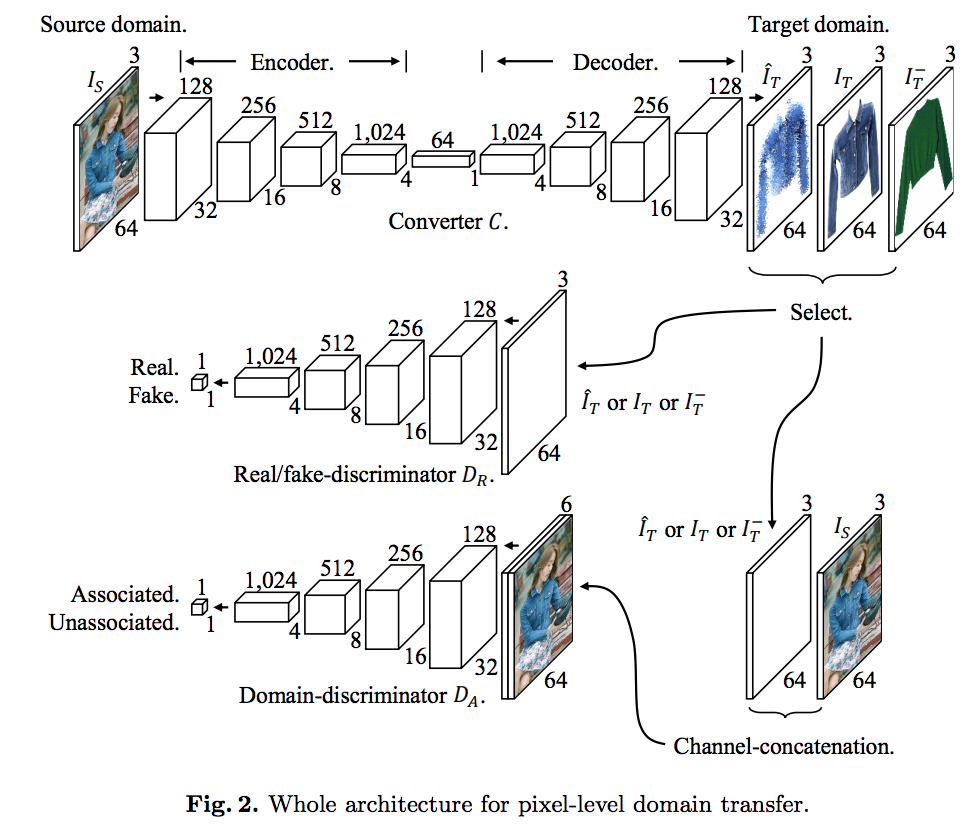 Source domain.
Target domain.
Encoder.
Decoder.
I_S
3
128
256
512
1,024
64
1,024
512
256
128
Î_T
3
I_T
3
I_T^-
3
64
32
16
8
4
1
4
8
16
32
64
64
64
Converter C.
Select.
3
128
256
512
1,024
1
Real.
Fake.
1
4
8
16
32
64
Î_T or I_T or I_T^-
Real/fake-discriminator D_R.
6
128
256
512
1,024
1
Associated.
Unassociated.
1
4
8
16
32
64
Domain-discriminator D_A.
Î_T or I_T or I_T^-
3
I_S
3
64
64
Channel-concatenation.
Fig. 2. Whole architecture for pixel-level domain transfer.